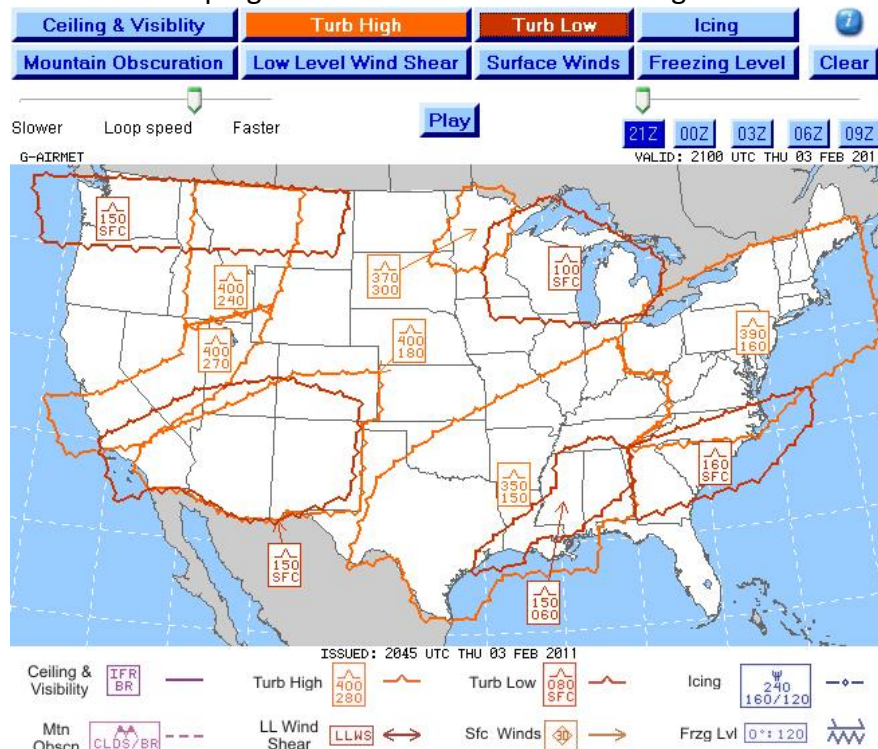 Ceiling & Visiblity Turb High Turb Low Icing i
Mountain Obscuration Low Level Wind Shear Surface Winds Freezing Level Clear
Slower Loop speed Faster Play
21Z 00Z 03Z 06Z 09Z
G-AIRMET VALID: 2100 UTC THU 03 FEB 201
150
SFC
400
240
370
300
100
SFC
400
270
400
180
390
160
350
150
160
SFC
150
SFC
150
060
ISSUED: 2045 UTC THU 03 FEB 2011
Ceiling &
Visibility
IFR
BR
Turb High
400
280
Turb Low
080
SFC
Icing
240
160/120
Mtn
Obscn
CLDS/BR
LL Wind
Shear
LLWS
Sfc Winds
30
Frzg Lvl
0°:120